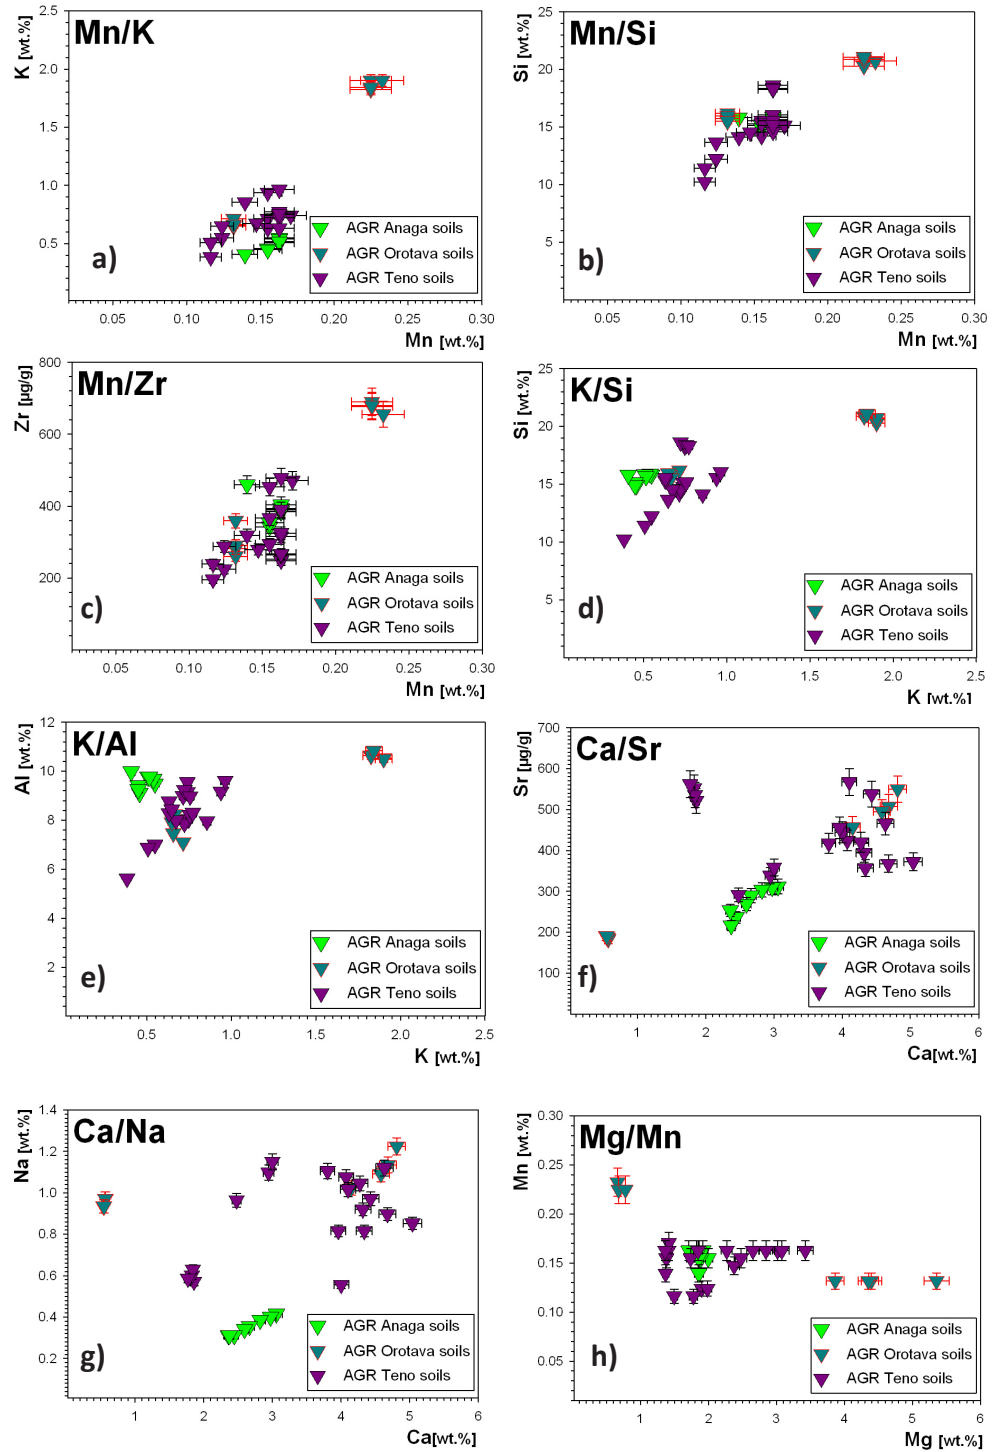 Mn/K
K [wt.%]
2.5
2.0
1.5
1.0
0.5
a)
AGR Anaga soils
AGR Orotava soils
AGR Teno soils
0.05 0.10 0.15 0.20 0.25 0.30
Mn [wt.%]
Mn/Si
Si [wt.%]
25
20
15
10
5
b)
AGR Anaga soils
AGR Orotava soils
AGR Teno soils
0.05 0.10 0.15 0.20 0.25 0.30
Mn [wt.%]
Mn/Zr
Zr [µg/g]
800
600
400
200
c)
AGR Anaga soils
AGR Orotava soils
AGR Teno soils
0.05 0.10 0.15 0.20 0.25 0.30
Mn [wt.%]
K/Si
Si [wt.%]
25
20
15
10
5
d)
AGR Anaga soils
AGR Orotava soils
AGR Teno soils
0.5 1.0 1.5 2.0 2.5
K [wt.%]
K/Al
Al [wt.%]
12
10
8
6
4
2
e)
AGR Anaga soils
AGR Orotava soils
AGR Teno soils
0.5 1.0 1.5 2.0 2.5
K [wt.%]
Ca/Sr
Sr [µg/g]
700
600
500
400
300
200
100
f)
AGR Anaga soils
AGR Orotava soils
AGR Teno soils
1 2 3 4 5 6
Ca[wt.%]
Ca/Na
Na [wt.%]
1.4
1.2
1.0
0.8
0.6
0.4
0.2
g)
AGR Anaga soils
AGR Orotava soils
AGR Teno soils
1 2 3 4 5 6
Ca[wt.%]
Mg/Mn
Mn [wt.%]
0.30
0.25
0.20
0.15
0.10
0.05
h)
AGR Anaga soils
AGR Orotava soils
AGR Teno soils
1 2 3 4 5 6
Mg [wt.%]